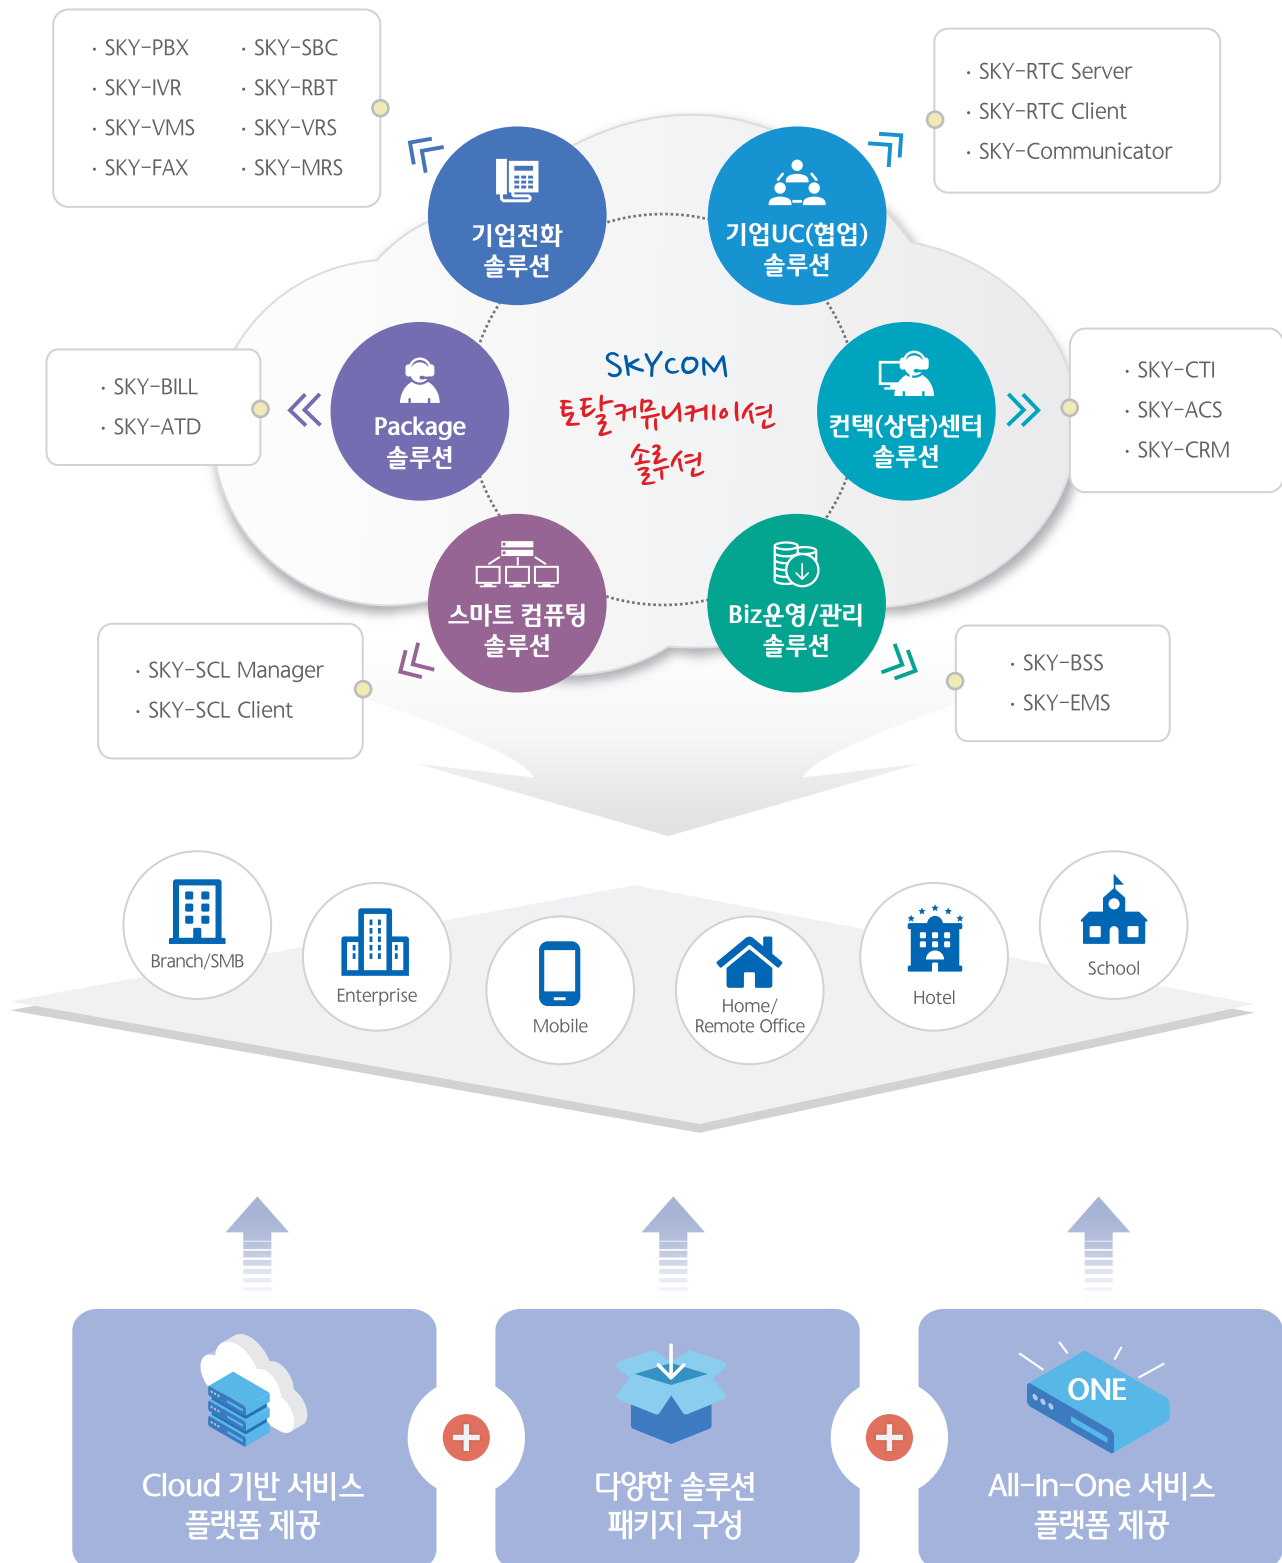 · SKY-PBX
· SKY-IVR
· SKY-VMS
· SKY-FAX
· SKY-SBC
· SKY-RBT
· SKY-VRS
· SKY-MRS
· SKY-RTC Server
· SKY-RTC Client
· SKY-Communicator
기업전화
솔루션
기업UC(협업)
솔루션
· SKY-BILL
· SKY-ATD
Package
솔루션
SKYCOM
토탈커뮤니케이션
솔루션
컨택(상담)센터
솔루션
· SKY-CTI
· SKY-ACS
· SKY-CRM
스마트 컴퓨팅
솔루션
Biz운영/관리
솔루션
· SKY-SCL Manager
· SKY-SCL Client
· SKY-BSS
· SKY-EMS
Branch/SMB
Enterprise
Mobile
Home/
Remote Office
Hotel
School
Cloud 기반 서비스
플랫폼 제공
다양한 솔루션
패키지 구성
ONE
All-In-One 서비스
플랫폼 제공